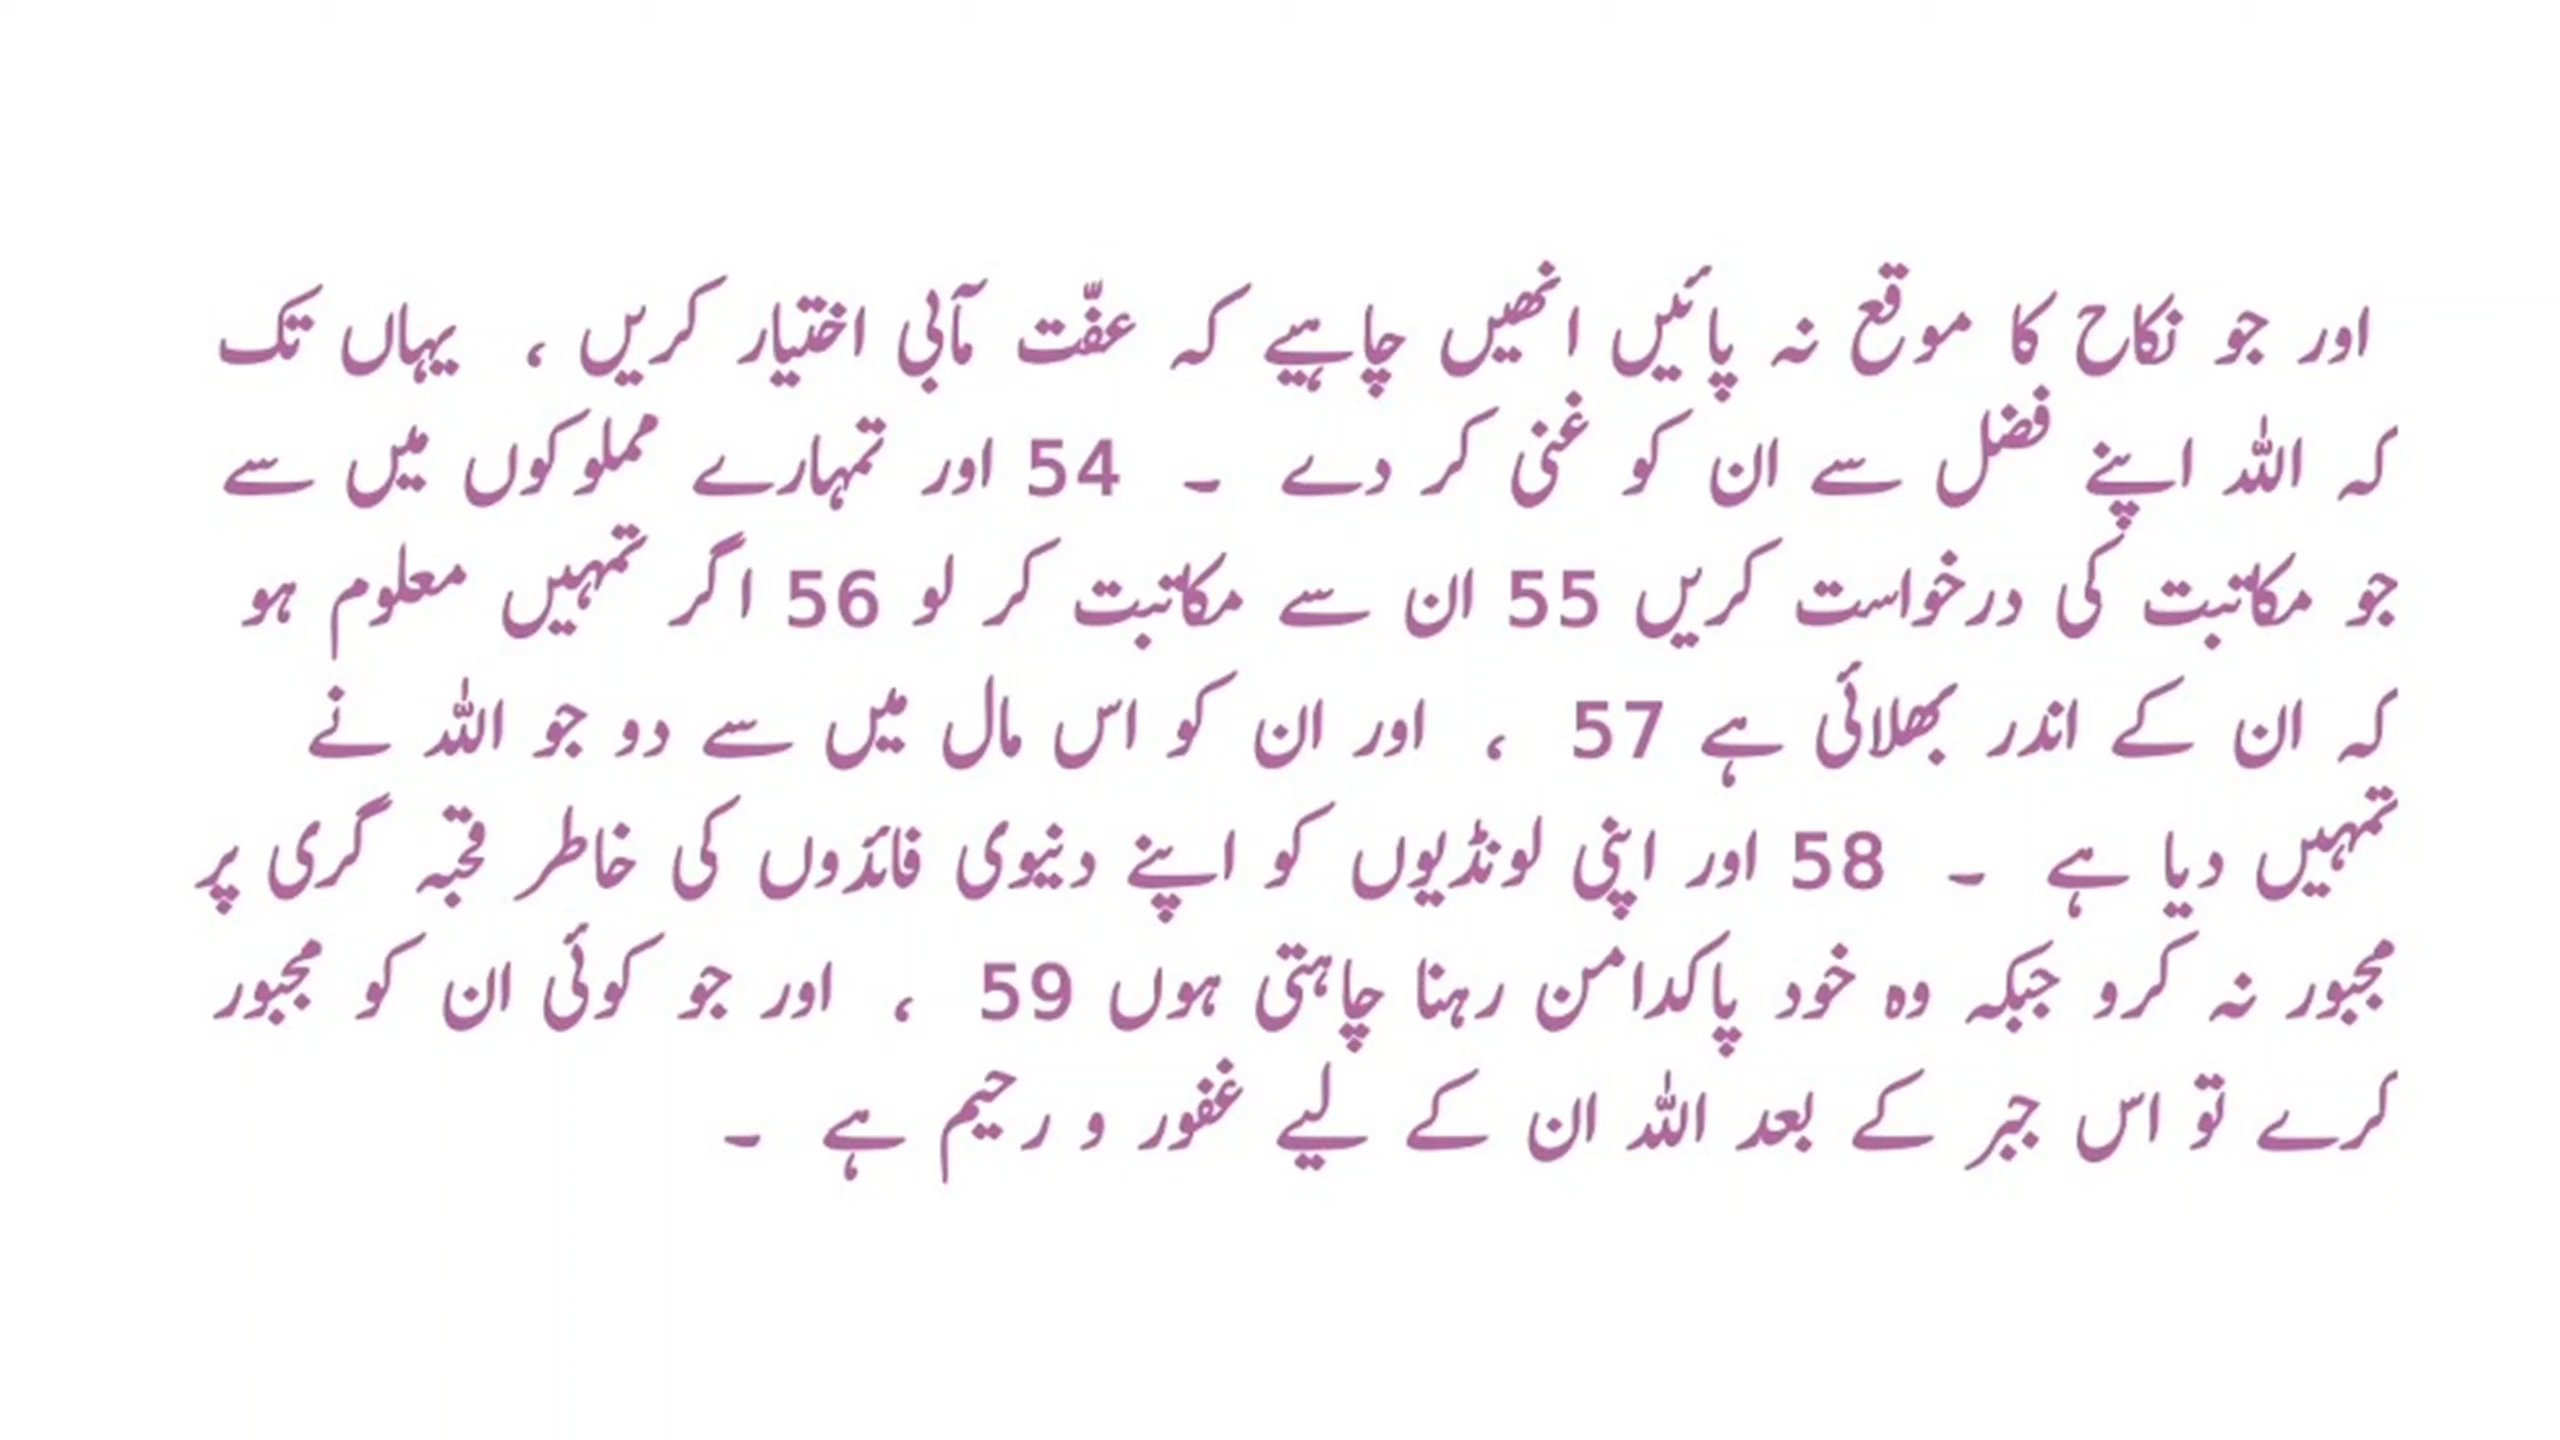 اور جو نکاح کا موقع نہ پائیں انھیں چاہیے کہ عفّت مآبی اختیار کریں ، یہاں تک
کہ اللہ اپنے فضل سے ان کو غنی کر دے ۔ 54 اور تمہارے مملوکوں میں سے
جو مکاتبت کی درخواست کریں 55 ان سے مکاتبت کر لو 56 اگر تمہیں معلوم ہو
کہ ان کے اندر بھلائی ہے 57 ، اور ان کو اس مال میں سے دو جو اللہ نے
تمہیں دیا ہے ۔ 58 اور اپنی لونڈیوں کو اپنے دنیوی فائدوں کی خاطر قحبہ گری پر
مجبور نہ کرو جبکہ وہ خود پاکدامن رہنا چاہتی ہوں 59 ، اور جو کوئی ان کو مجبور
کرے تو اس جبر کے بعد اللہ ان کے لیے غفور و رحیم ہے ۔